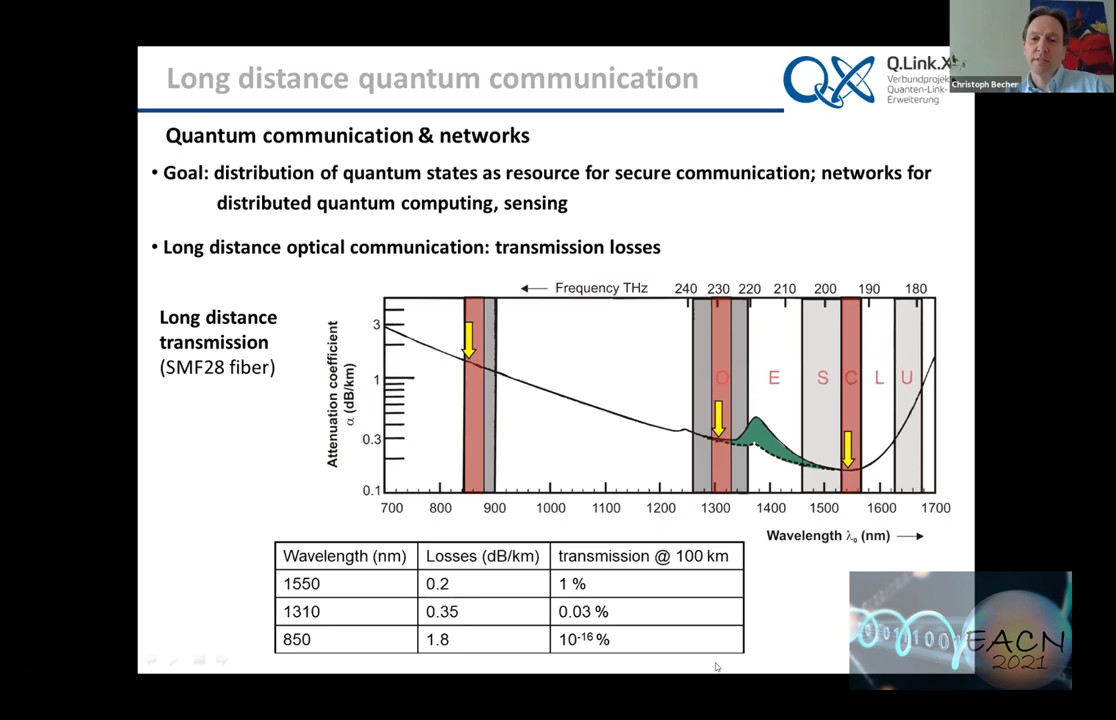 Long distance quantum communication
Q.Link.X
Verbundprojekt
Quanten-Link-
Erweiterung
Christoph Becher
Quantum communication & networks
• Goal: distribution of quantum states as resource for secure communication; networks for
distributed quantum computing, sensing
• Long distance optical communication: transmission losses
Long distance
transmission
(SMF28 fiber)
Frequency THz 240 230 220 210 200 190 180
Attenuation coefficient
α (dB/km)
3
1
0.3
0.1
O E S C L U
700 800 900 1000 1100 1200 1300 1400 1500 1600 1700
Wavelength λ₀ (nm)
Wavelength (nm) Losses (dB/km) transmission @ 100 km
1550 0.2 1 %
1310 0.35 0.03 %
850 1.8 10⁻¹⁶ %
EACN
2021